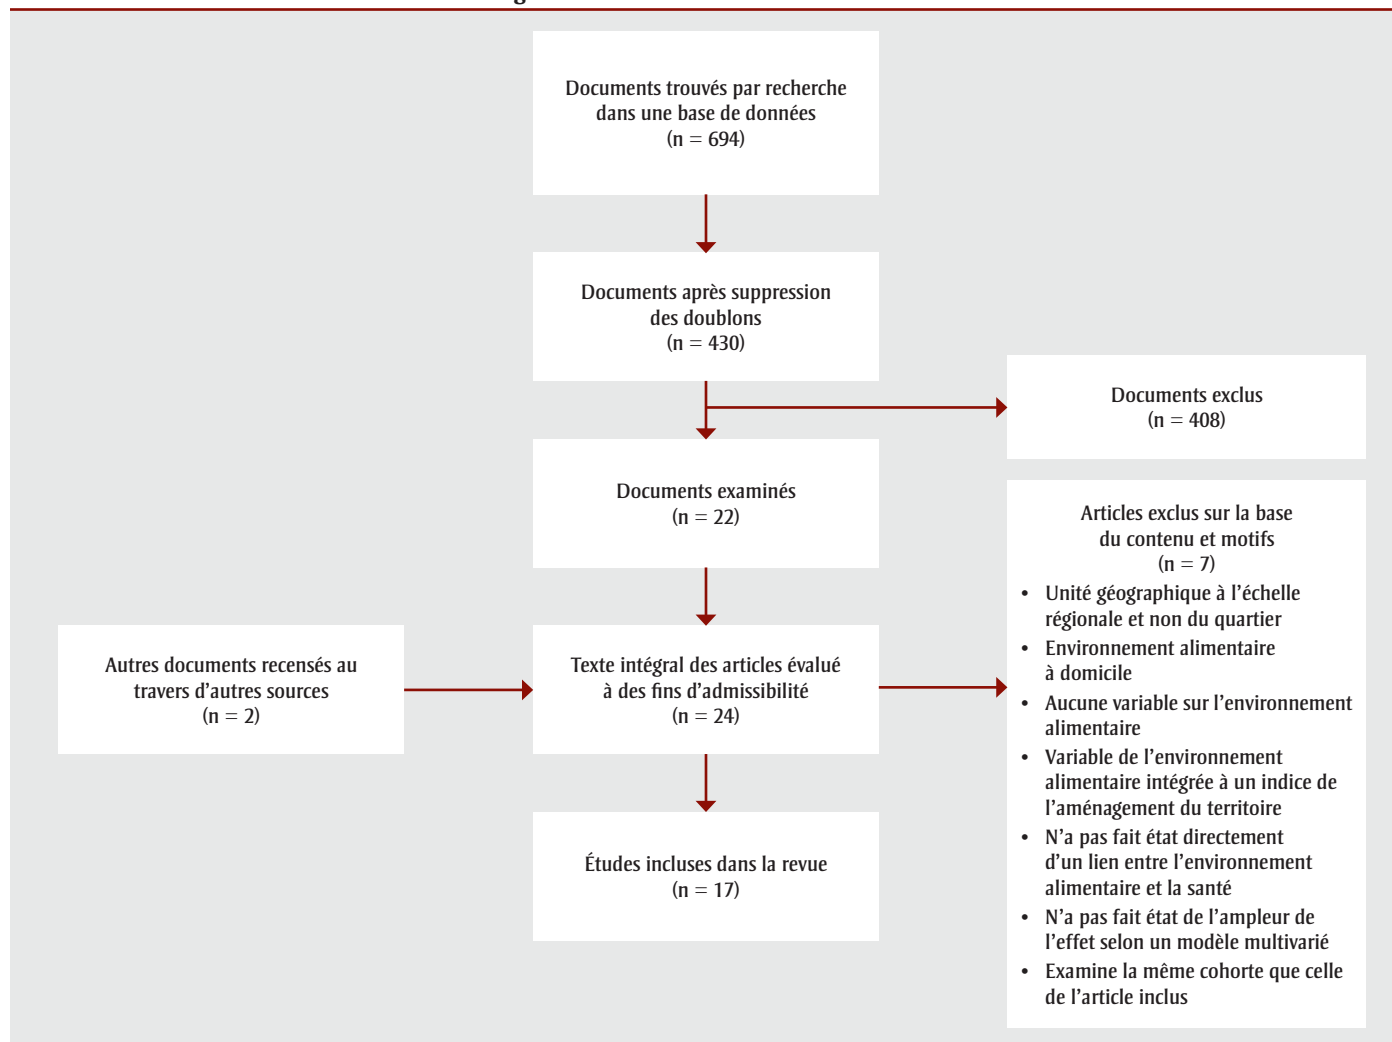 Documents trouvés par recherche
dans une base de données
(n = 694)
Documents après suppression
des doublons
(n = 430)
Documents exclus
(n = 408)
Documents examinés
(n = 22)
Autres documents recensés au
travers d'autres sources
(n = 2)
Texte intégral des articles évalué
à des fins d'admissibilité
(n = 24)
Articles exclus sur la base
du contenu et motifs
(n = 7)
• Unité géographique à l'échelle
régionale et non du quartier
• Environnement alimentaire
à domicile
• Aucune variable sur l'environnement
alimentaire
• Variable de l'environnement
alimentaire intégrée à un indice de
l'aménagement du territoire
• N'a pas fait état directement
d'un lien entre l'environnement
alimentaire et la santé
• N'a pas fait état de l'ampleur de
l'effet selon un modèle multivarié
• Examine la même cohorte que celle
de l'article inclus
Études incluses dans la revue
(n = 17)